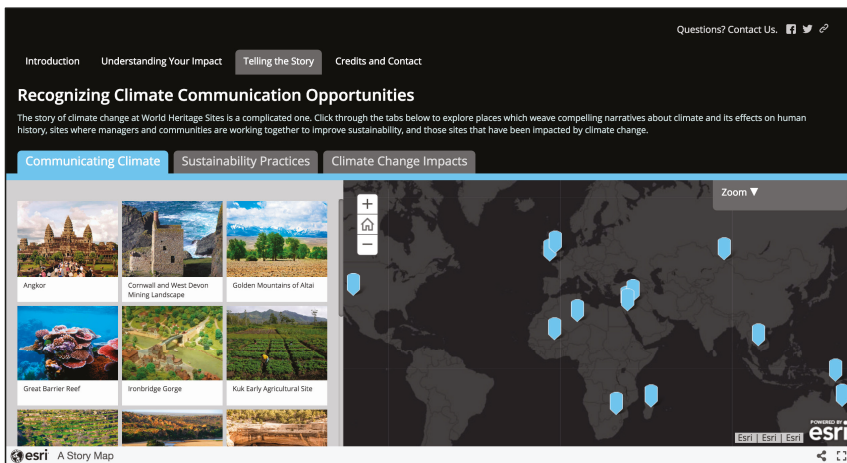 Questions? Contact Us.
Introduction Understanding Your Impact Telling the Story Credits and Contact
Recognizing Climate Communication Opportunities
The story of climate change at World Heritage Sites is a complicated one. Click through the tabs below to explore places which weave compelling narratives about climate and its effects on human
history, sites where managers and communities are working together to improve sustainability, and those sites that have been impacted by climate change.
Communicating Climate Sustainability Practices Climate Change Impacts
Zoom ▼
Angkor
Cornwall and West Devon
Mining Landscape
Golden Mountains of Altai
Great Barrier Reef
Ironbridge Gorge
Kuk Early Agricultural Site
POWERED BY
esri
Esri | Esri | Esri
esri A Story Map